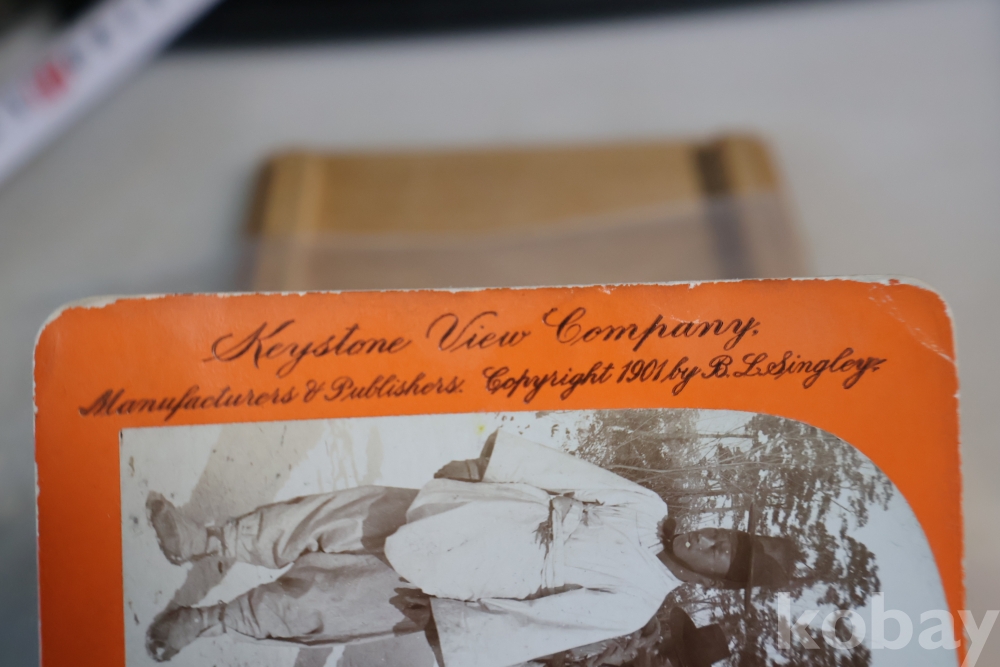 Keystone View Company.
Manufacturers & Publishers. Copyright 1901 by B. L. Singley.
kobay